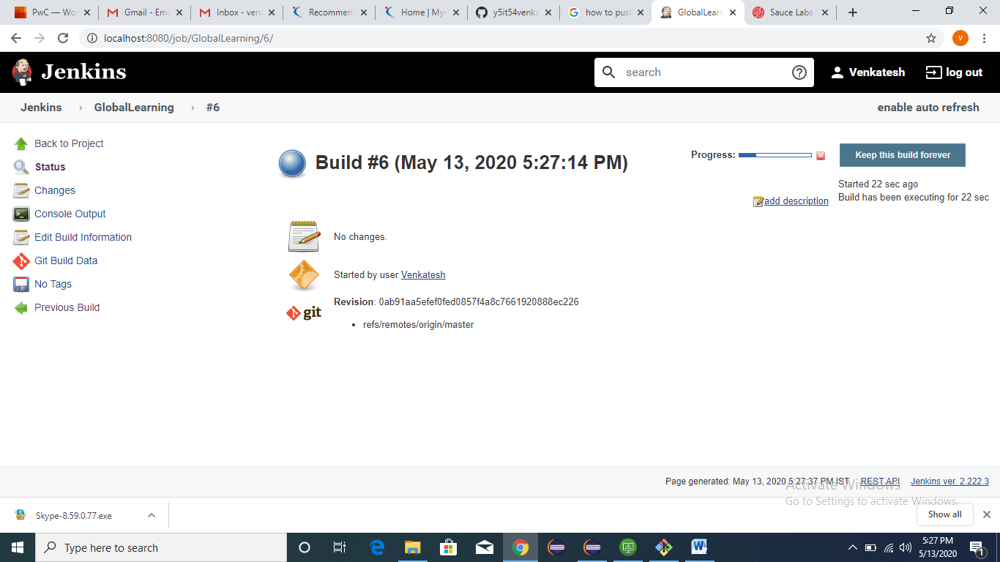 PwC — Wor
Gmail - Ema
Inbox - venk
Recommen
Home | Myn
y5it54venka
how to push
GlobalLearn
Sauce Labs
localhost:8080/job/GlobalLearning/6/
V
Jenkins
search
Venkatesh
log out
Jenkins
GlobalLearning
#6
enable auto refresh
Back to Project
Status
Changes
Console Output
Edit Build Information
Git Build Data
No Tags
Previous Build
Build #6 (May 13, 2020 5:27:14 PM)
Progress:
Keep this build forever
Started 22 sec ago
Build has been executing for 22 sec
add description
No changes.
Started by user Venkatesh
git
Revision: 0ab91aa5efef0fed0857f4a8c7661920888ec226
refs/remotes/origin/master
Page generated: May 13, 2020 5:27:37 PM IST
REST API
Jenkins ver. 2.222.3
Activate Windows
Go to Settings to activate Windows.
Skype-8.59.0.77.exe
Show all
Type here to search
5:27 PM
5/13/2020
1